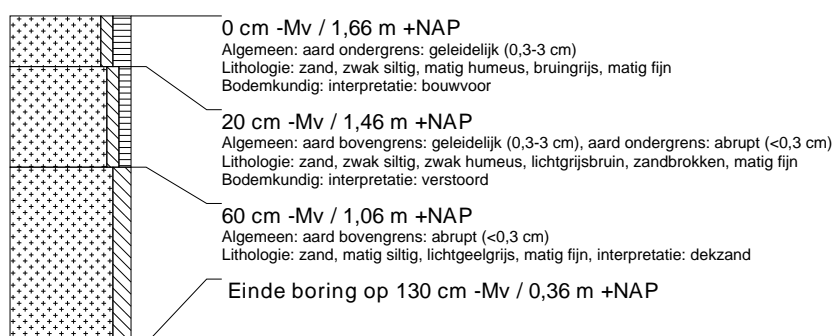 0 cm -Mv / 1,66 m +NAP
Algemeen: aard ondergrens: geleidelijk (0,3-3 cm)
Lithologie: zand, zwak siltig, matig humeus, bruingrijs, matig fijn
Bodemkundig: interpretatie: bouwvoor
20 cm -Mv / 1,46 m +NAP
Algemeen: aard bovengrens: geleidelijk (0,3-3 cm), aard ondergrens: abrupt (<0,3 cm)
Lithologie: zand, zwak siltig, zwak humeus, lichtgrijsbruin, zandbrokken, matig fijn
Bodemkundig: interpretatie: verstoord
60 cm -Mv / 1,06 m +NAP
Algemeen: aard bovengrens: abrupt (<0,3 cm)
Lithologie: zand, matig siltig, lichtgeelgrijs, matig fijn, interpretatie: dekzand
Einde boring op 130 cm -Mv / 0,36 m +NAP